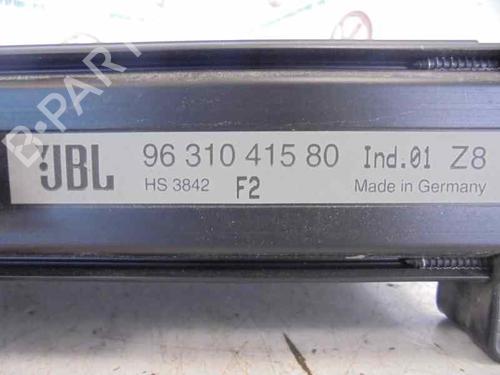 JBL 96 310 415 80 Ind.01 Z8
HS 3842 F2 Made in Germany
B-PARTS